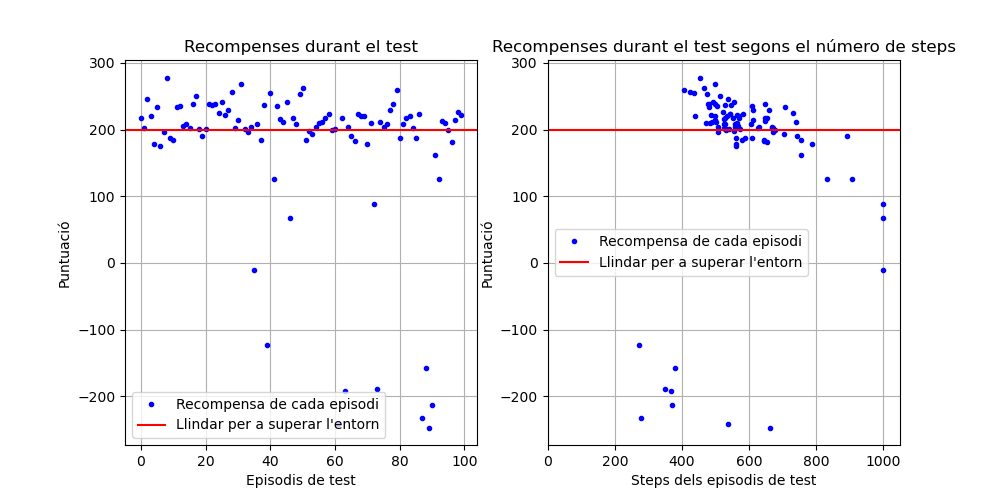 Recompenses durant el test
300
200
100
0
−100
−200
Puntuació
Recompensa de cada episodi
Llindar per a superar l'entorn
0
20
40
60
80
100
Episodis de test
Recompenses durant el test segons el número de steps
300
200
100
0
−100
−200
Puntuació
Recompensa de cada episodi
Llindar per a superar l'entorn
0
200
400
600
800
1000
Steps dels episodis de test